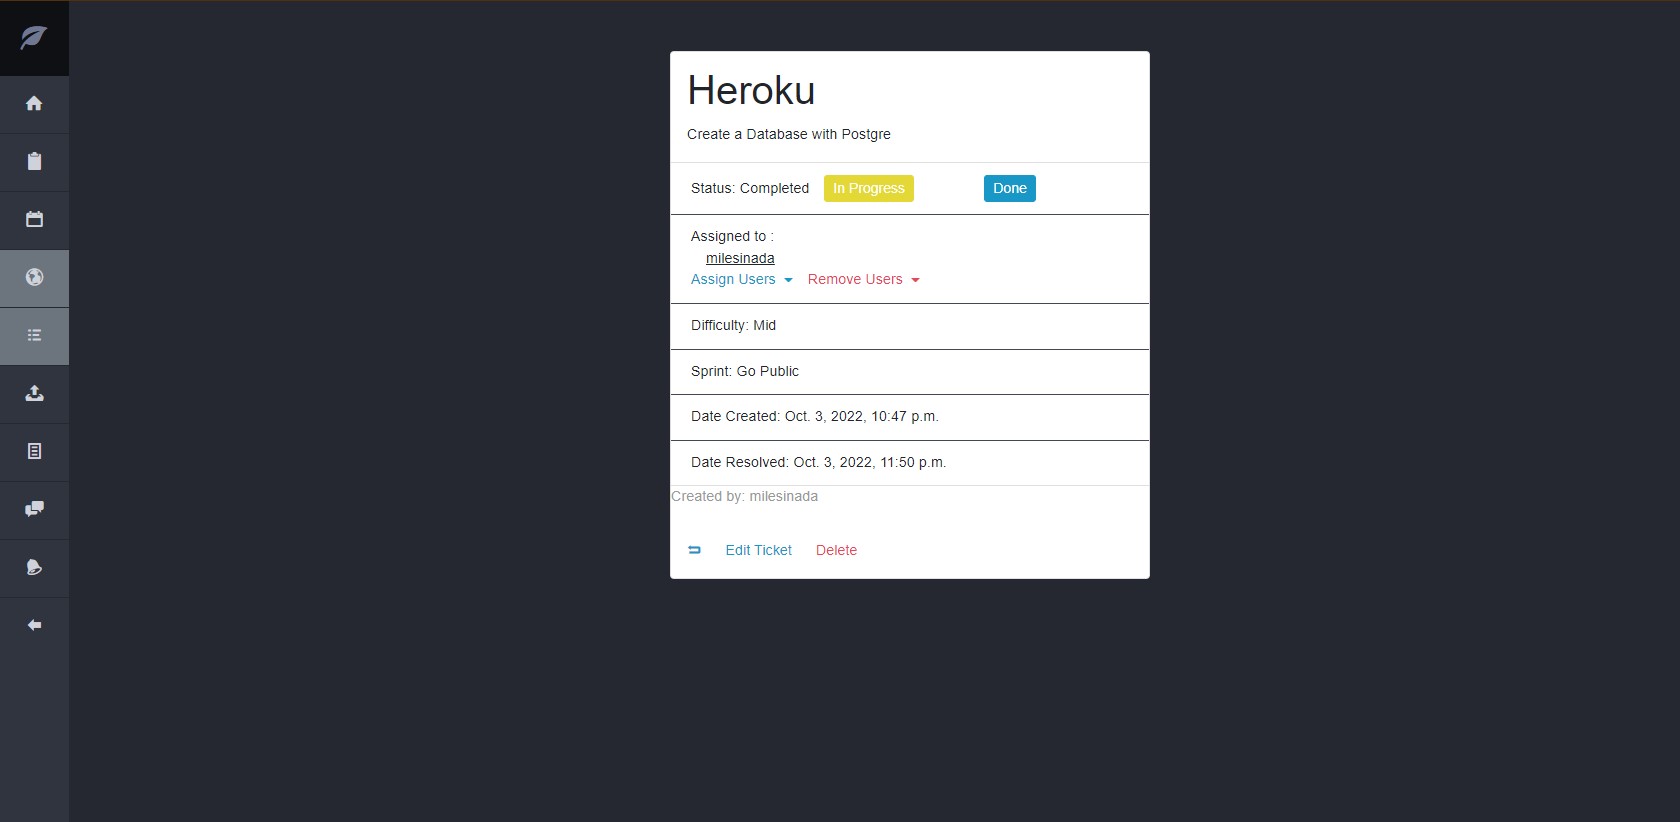 Heroku
Create a Database with Postgre
Status: Completed In Progress Done
Assigned to :
milesinada
Assign Users Remove Users
Difficulty: Mid
Sprint: Go Public
Date Created: Oct. 3, 2022, 10:47 p.m.
Date Resolved: Oct. 3, 2022, 11:50 p.m.
Created by: milesinada
Edit Ticket Delete